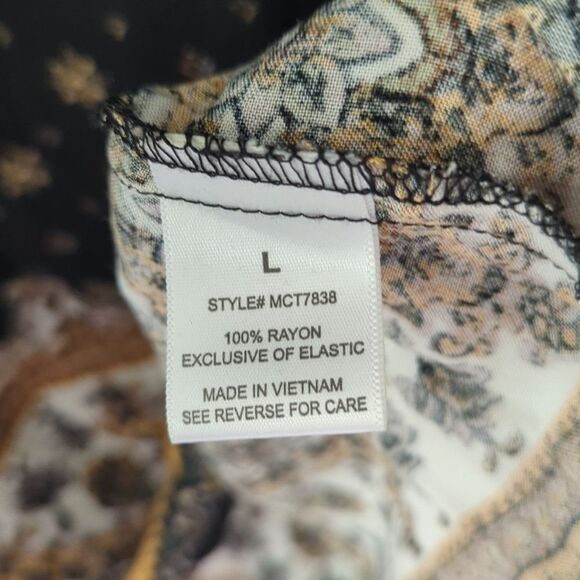 L
STYLE# MCT7838
100% RAYON
EXCLUSIVE OF ELASTIC
MADE IN VIETNAM
SEE REVERSE FOR CARE